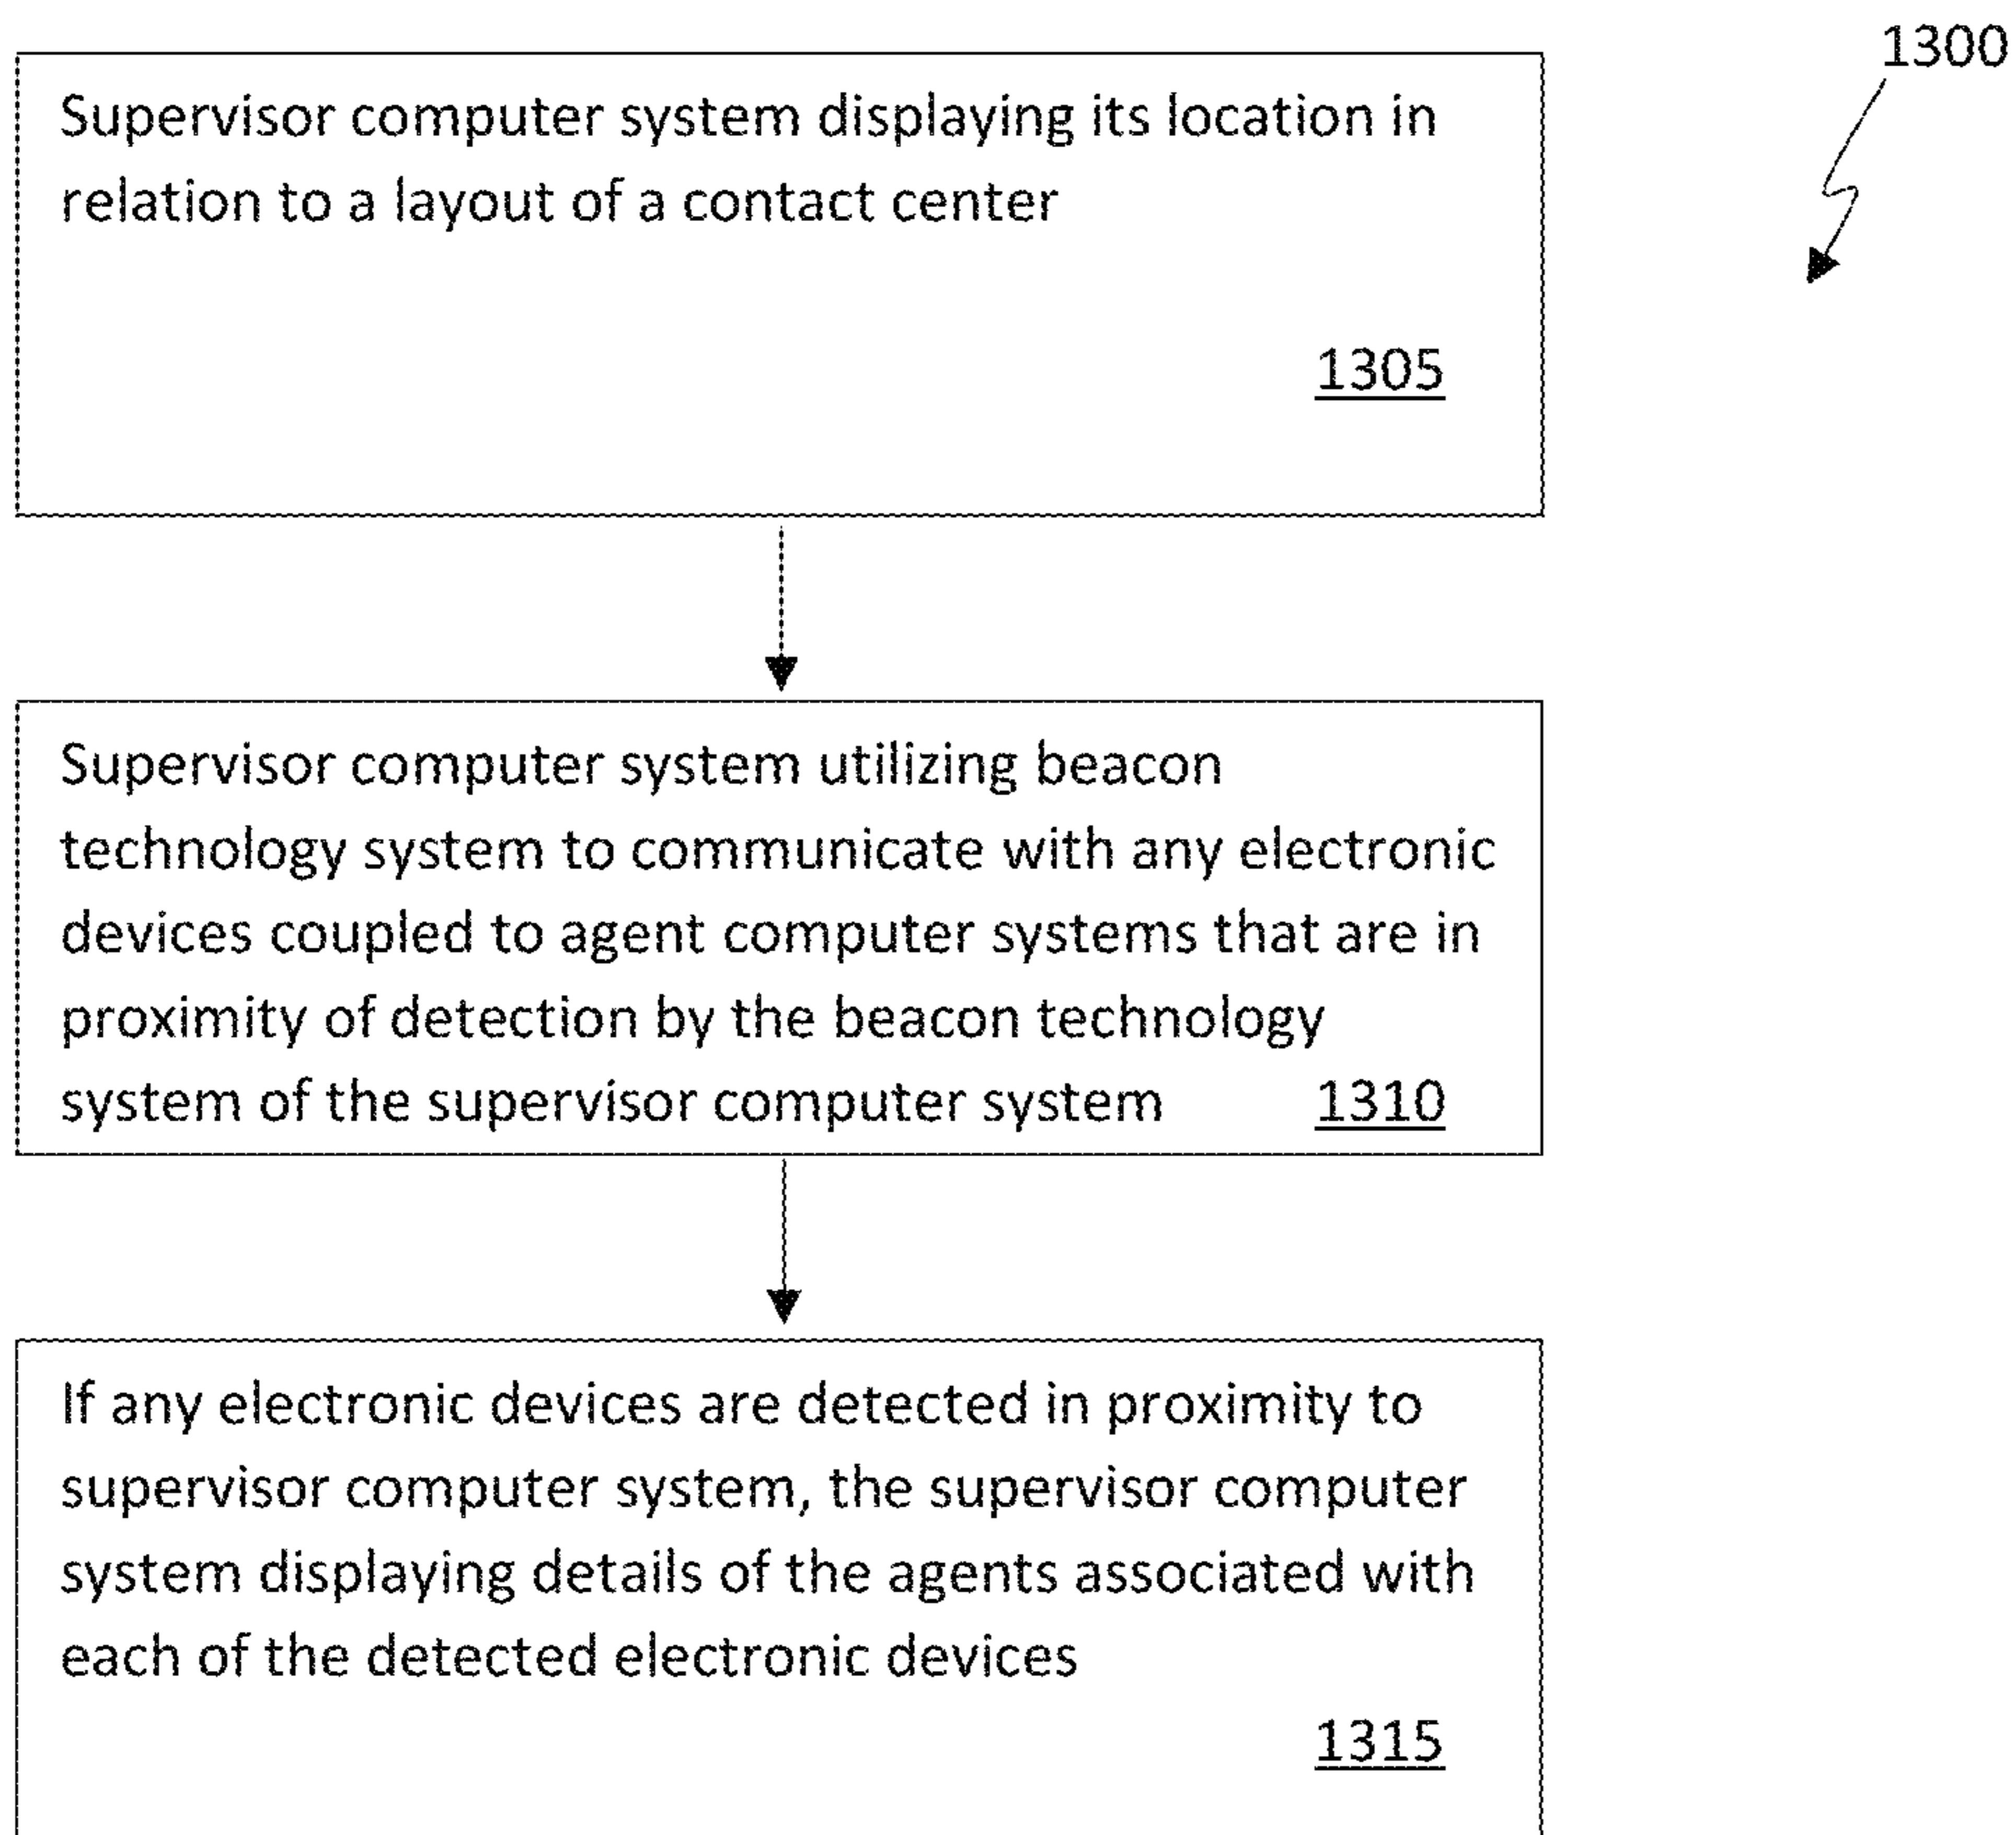 1300
Supervisor computer system displaying its location in
relation to a layout of a contact center
1305
Supervisor computer system utilizing beacon
technology system to communicate with any electronic
devices coupled to agent computer systems that are in
proximity of detection by the beacon technology
system of the supervisor computer system 1310
If any electronic devices are detected in proximity to
supervisor computer system, the supervisor computer
system displaying details of the agents associated with
each of the detected electronic devices
1315